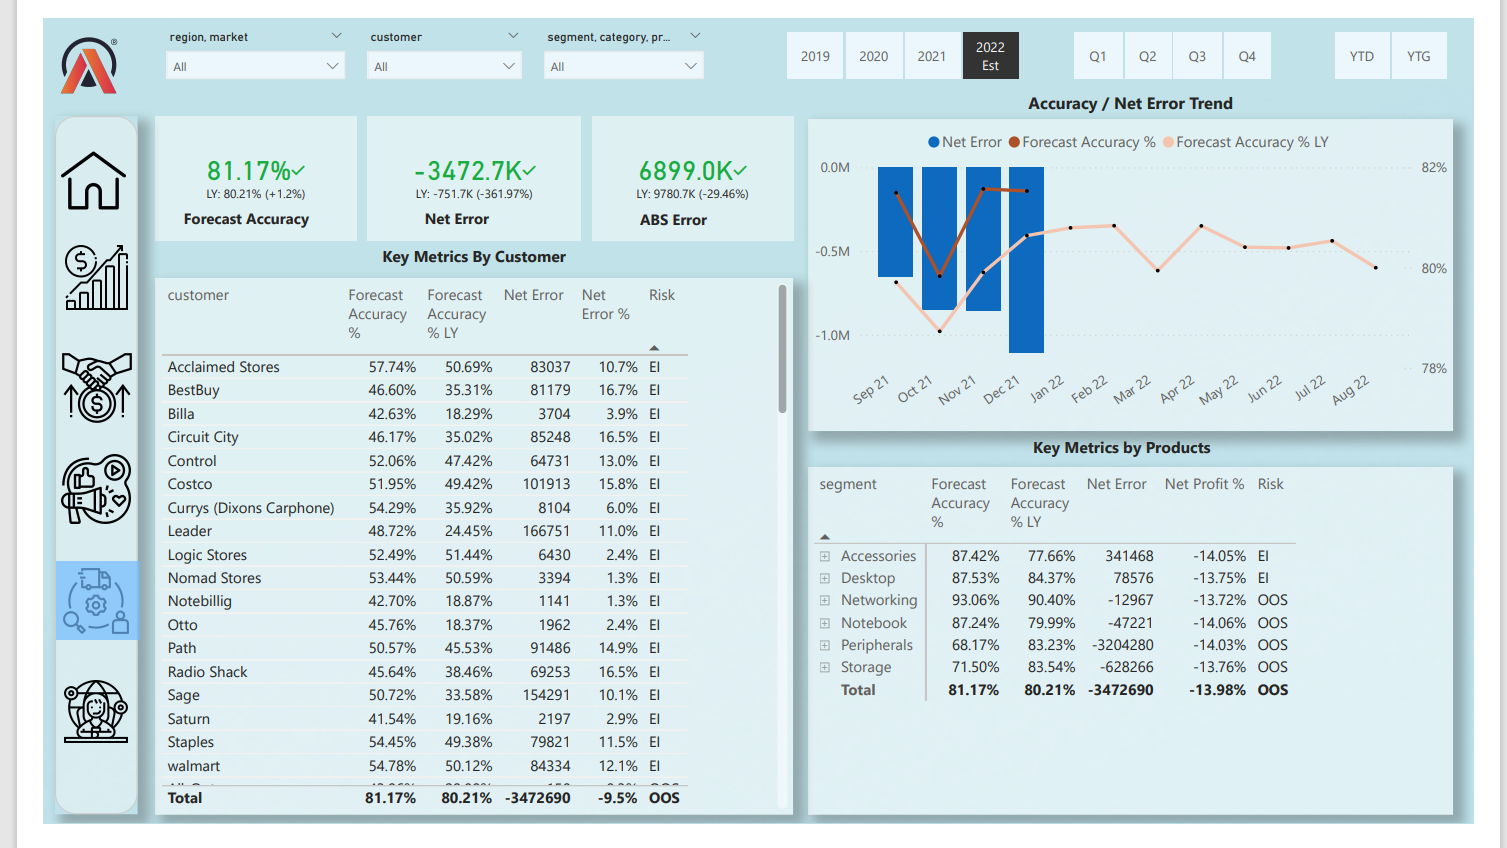 region, market
customer
segment, category, pr...
All
All
All
2019
2020
2021
2022
Est
Q1
Q2
Q3
Q4
YTD
YTG
81.17%
LY: 80.21% (+1.2%)
Forecast Accuracy
-3472.7K
LY: -751.7K (-361.97%)
Net Error
6899.0K
LY: 9780.7K (-29.46%)
ABS Error
Key Metrics By Customer
customer Forecast Accuracy % Forecast Accuracy % LY Net Error Net Error % Risk
Acclaimed Stores 57.74% 50.69% 83037 10.7% EI
BestBuy 46.60% 35.31% 81179 16.7% EI
Billa 42.63% 18.29% 3704 3.9% EI
Circuit City 46.17% 35.02% 85248 16.5% EI
Control 52.06% 47.42% 64731 13.0% EI
Costco 51.95% 49.42% 101913 15.8% EI
Currys (Dixons Carphone) 54.29% 35.92% 8104 6.0% EI
Leader 48.72% 24.45% 166751 11.0% EI
Logic Stores 52.49% 51.44% 6430 2.4% EI
Nomad Stores 53.44% 50.59% 3394 1.3% EI
Notebillig 42.70% 18.87% 1141 1.3% EI
Otto 45.76% 18.37% 1962 2.4% EI
Path 50.57% 45.53% 91486 14.9% EI
Radio Shack 45.64% 38.46% 69253 16.5% EI
Sage 50.72% 33.58% 154291 10.1% EI
Saturn 41.54% 19.16% 2197 2.9% EI
Staples 54.45% 49.38% 79821 11.5% EI
walmart 54.78% 50.12% 84334 12.1% EI
Total 81.17% 80.21% -3472690 -9.5% OOS
Accuracy / Net Error Trend
Net Error Forecast Accuracy % Forecast Accuracy % LY
0.0M
-0.5M
-1.0M
82%
80%
78%
Sep 21
Oct 21
Nov 21
Dec 21
Jan 22
Feb 22
Mar 22
Apr 22
May 22
Jun 22
Jul 22
Aug 22
Key Metrics by Products
segment Forecast Accuracy % Forecast Accuracy % LY Net Error Net Profit % Risk
Accessories 87.42% 77.66% 341468 -14.05% EI
Desktop 87.53% 84.37% 78576 -13.75% EI
Networking 93.06% 90.40% -12967 -13.72% OOS
Notebook 87.24% 79.99% -47221 -14.06% OOS
Peripherals 68.17% 83.23% -3204280 -14.03% OOS
Storage 71.50% 83.54% -628266 -13.76% OOS
Total 81.17% 80.21% -3472690 -13.98% OOS